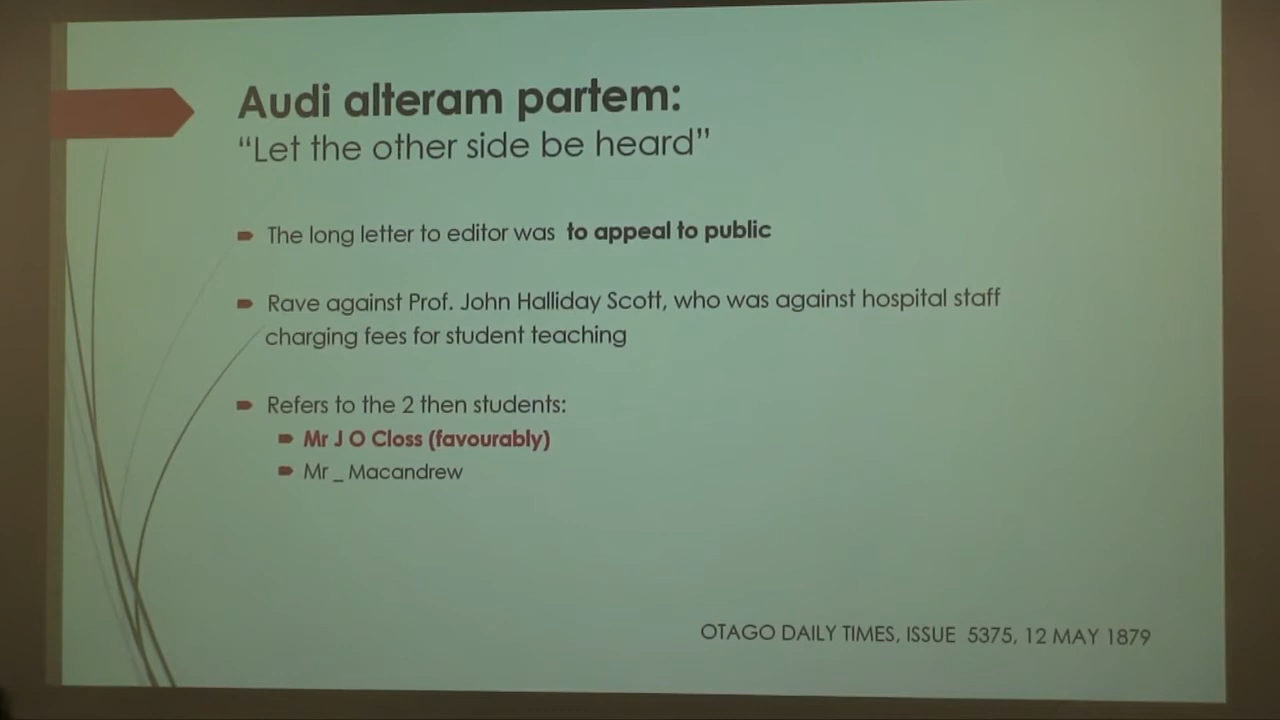 Audi alteram partem:
“Let the other side be heard”
The long letter to editor was to appeal to public
Rave against Prof. John Halliday Scott, who was against hospital staff
charging fees for student teaching
Refers to the 2 then students:
Mr J O Closs (favourably)
Mr _ Macandrew
OTAGO DAILY TIMES, ISSUE 5375, 12 MAY 1879